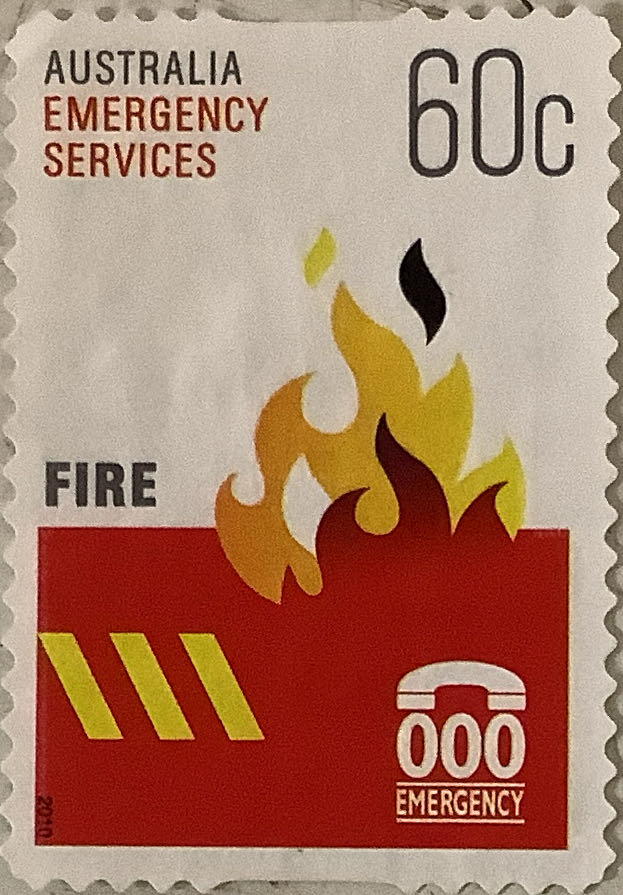 AUSTRALIA
EMERGENCY
SERVICES
60c
FIRE
000
EMERGENCY
2010